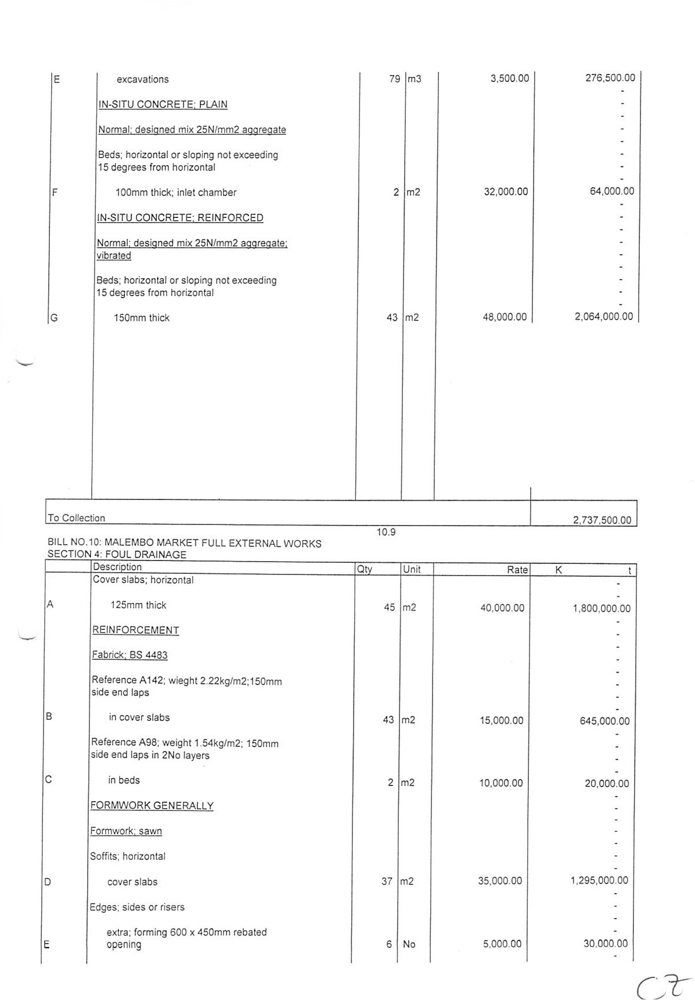 E excavations 79 m3 3,500.00 276,500.00
-
IN-SITU CONCRETE; PLAIN -
-
Normal; designed mix 25N/mm2 aggregate -
-
Beds; horizontal or sloping not exceeding -
15 degrees from horizontal -
-
F 100mm thick; inlet chamber 2 m2 32,000.00 64,000.00
-
IN-SITU CONCRETE; REINFORCED -
-
Normal; designed mix 25N/mm2 aggregate; -
vibrated -
-
Beds; horizontal or sloping not exceeding -
15 degrees from horizontal -
-
G 150mm thick 43 m2 48,000.00 2,064,000.00
To Collection 2,737,500.00
10.9
BILL NO.10: MALEMBO MARKET FULL EXTERNAL WORKS
SECTION 4: FOUL DRAINAGE
Description Qty Unit Rate K t
Cover slabs; horizontal -
-
A 125mm thick 45 m2 40,000.00 1,800,000.00
-
REINFORCEMENT -
-
Fabrick; BS 4483 -
-
Reference A142; wieght 2.22kg/m2;150mm -
side end laps -
-
B in cover slabs 43 m2 15,000.00 645,000.00
-
Reference A98; weight 1.54kg/m2; 150mm -
side end laps in 2No layers -
-
C in beds 2 m2 10,000.00 20,000.00
-
FORMWORK GENERALLY -
-
Formwork; sawn -
-
Soffits; horizontal -
-
D cover slabs 37 m2 35,000.00 1,295,000.00
-
Edges; sides or risers -
-
extra; forming 600 x 450mm rebated -
E opening 6 No 5,000.00 30,000.00
-